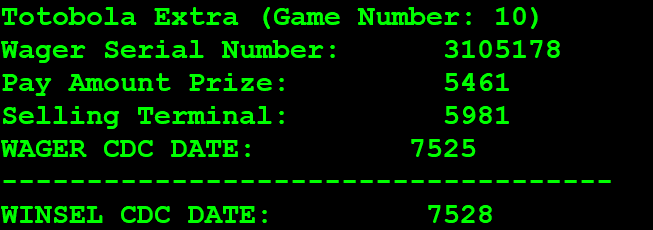 Totobola Extra (Game Number: 10)
Wager Serial Number: 3105178
Pay Amount Prize: 5461
Selling Terminal: 5981
WAGER CDC DATE: 7525
------------------------------------
WINSEL CDC DATE: 7528